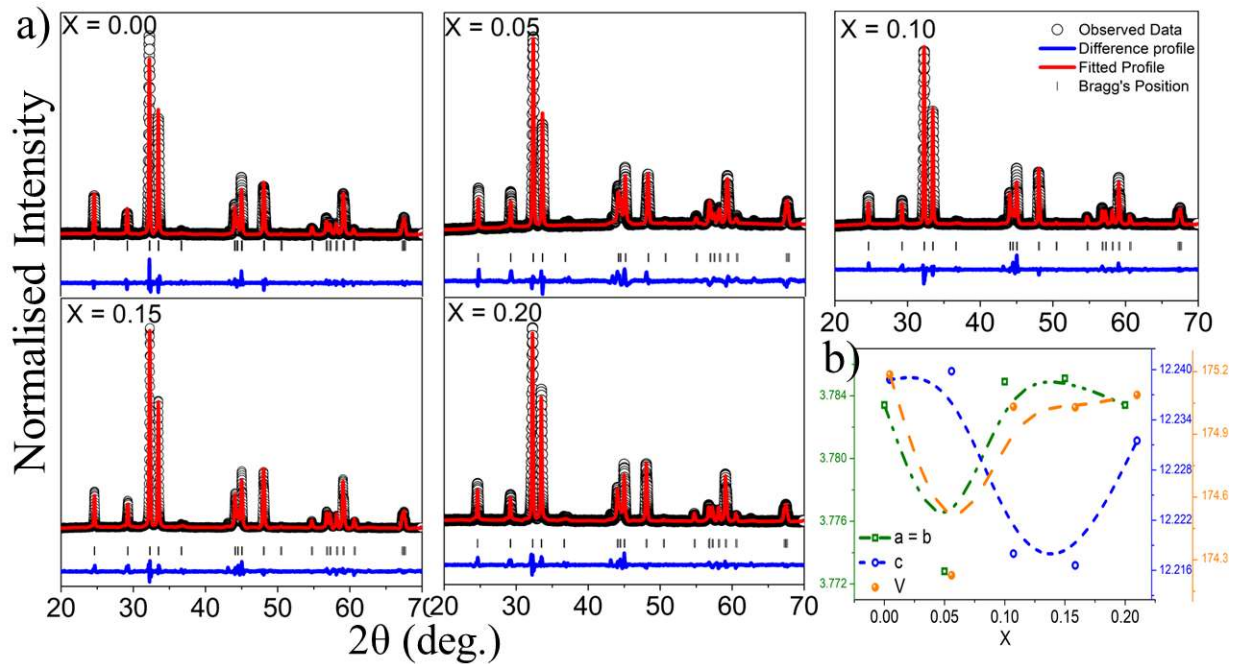 a)
X = 0.00
X = 0.05
X = 0.10
Observed Data
Difference profile
Fitted Profile
Bragg's Position
20 30 40 50 60 70
X = 0.15
X = 0.20
20 30 40 50 60 70
20 30 40 50 60 70
Normalised Intensity
2θ (deg.)
b)
3.784
3.780
3.776
3.772
12.240
12.234
12.228
12.222
12.216
175.2
174.9
174.6
174.3
a = b
c
V
0.00 0.05 0.10 0.15 0.20
X